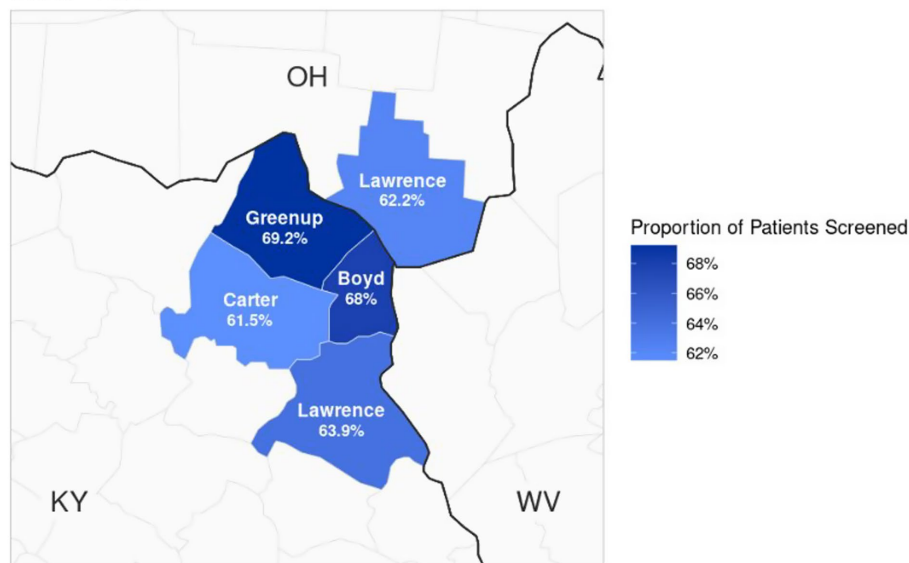 OH
Lawrence
62.2%
Greenup
69.2%
Boyd
68%
Carter
61.5%
Lawrence
63.9%
KY
WV
Proportion of Patients Screened
68%
66%
64%
62%